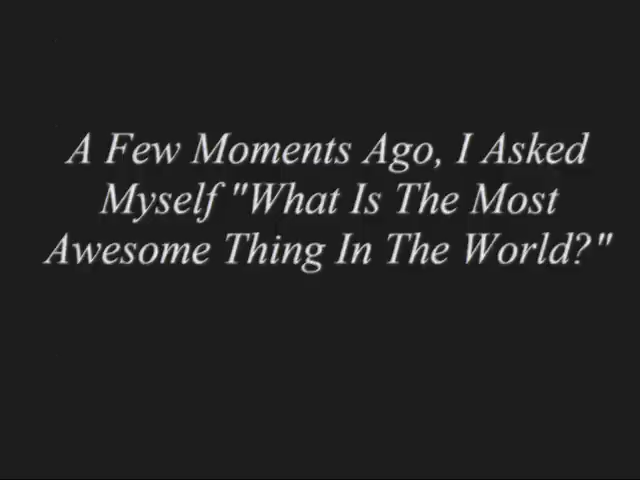 A Few Moments Ago, I Asked
Myself "What Is The Most
Awesome Thing In The World?"